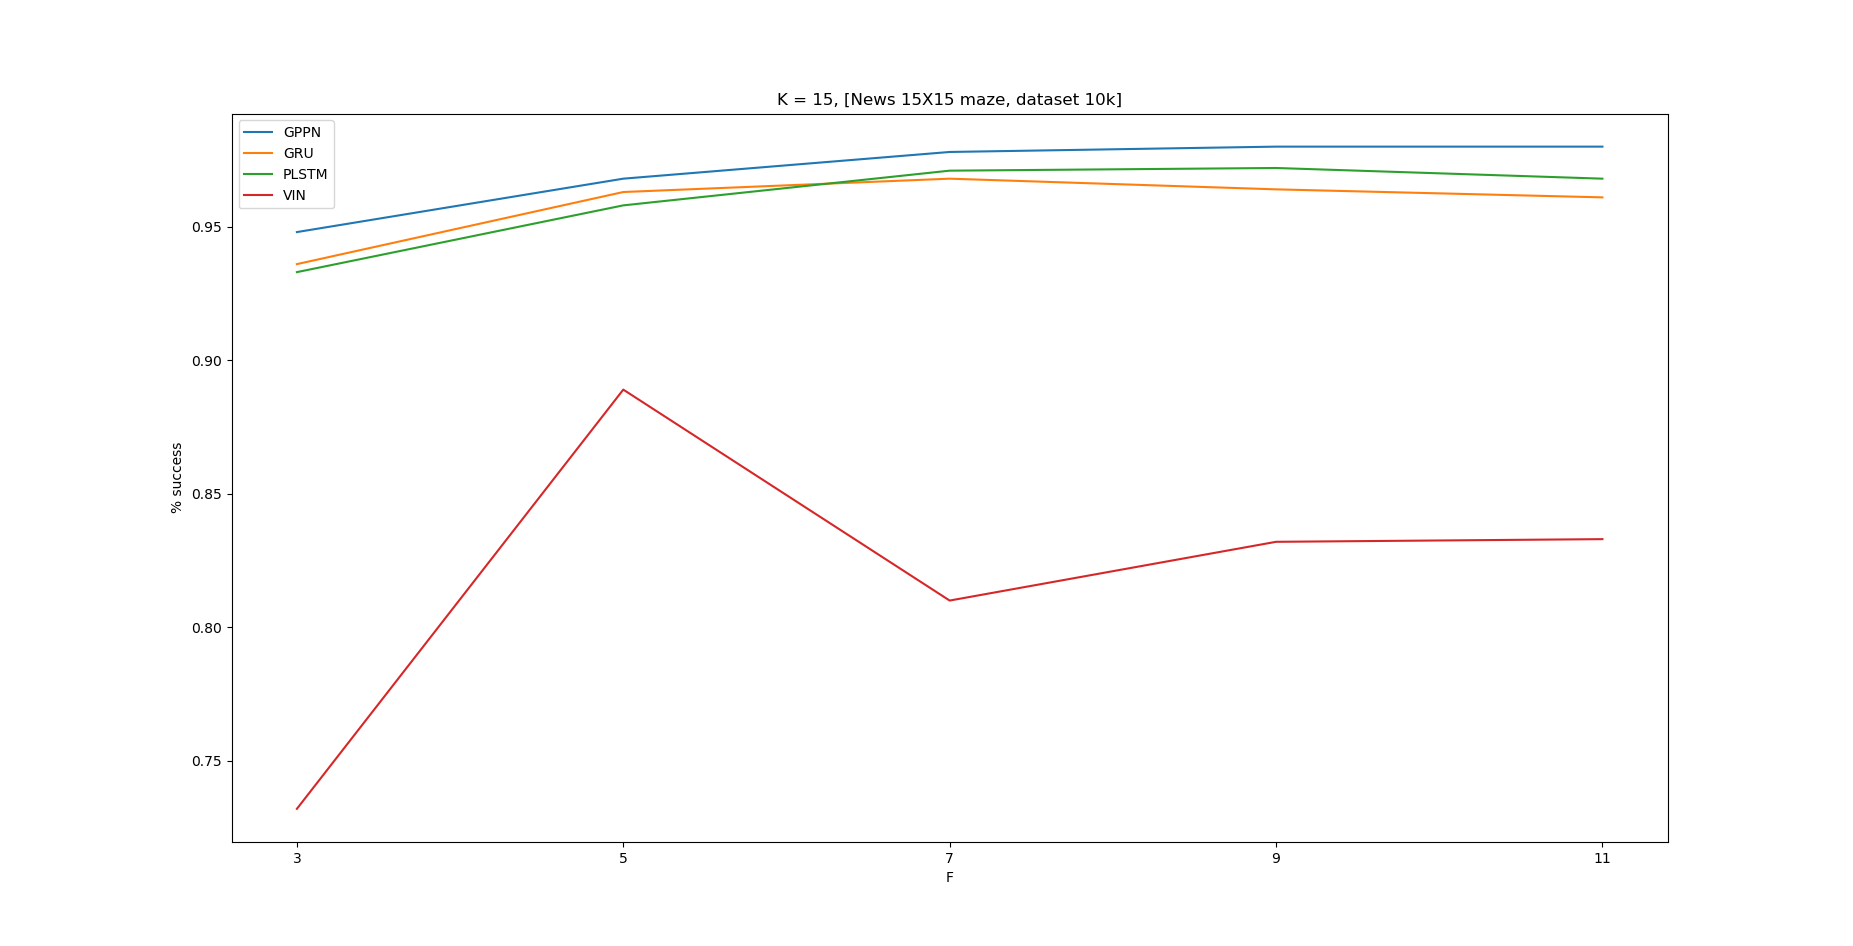 K = 15, [News 15X15 maze, dataset 10k]
GPPN
GRU
PLSTM
VIN
0.95
0.90
0.85
0.80
0.75
% success
3 5 7 9 11
F